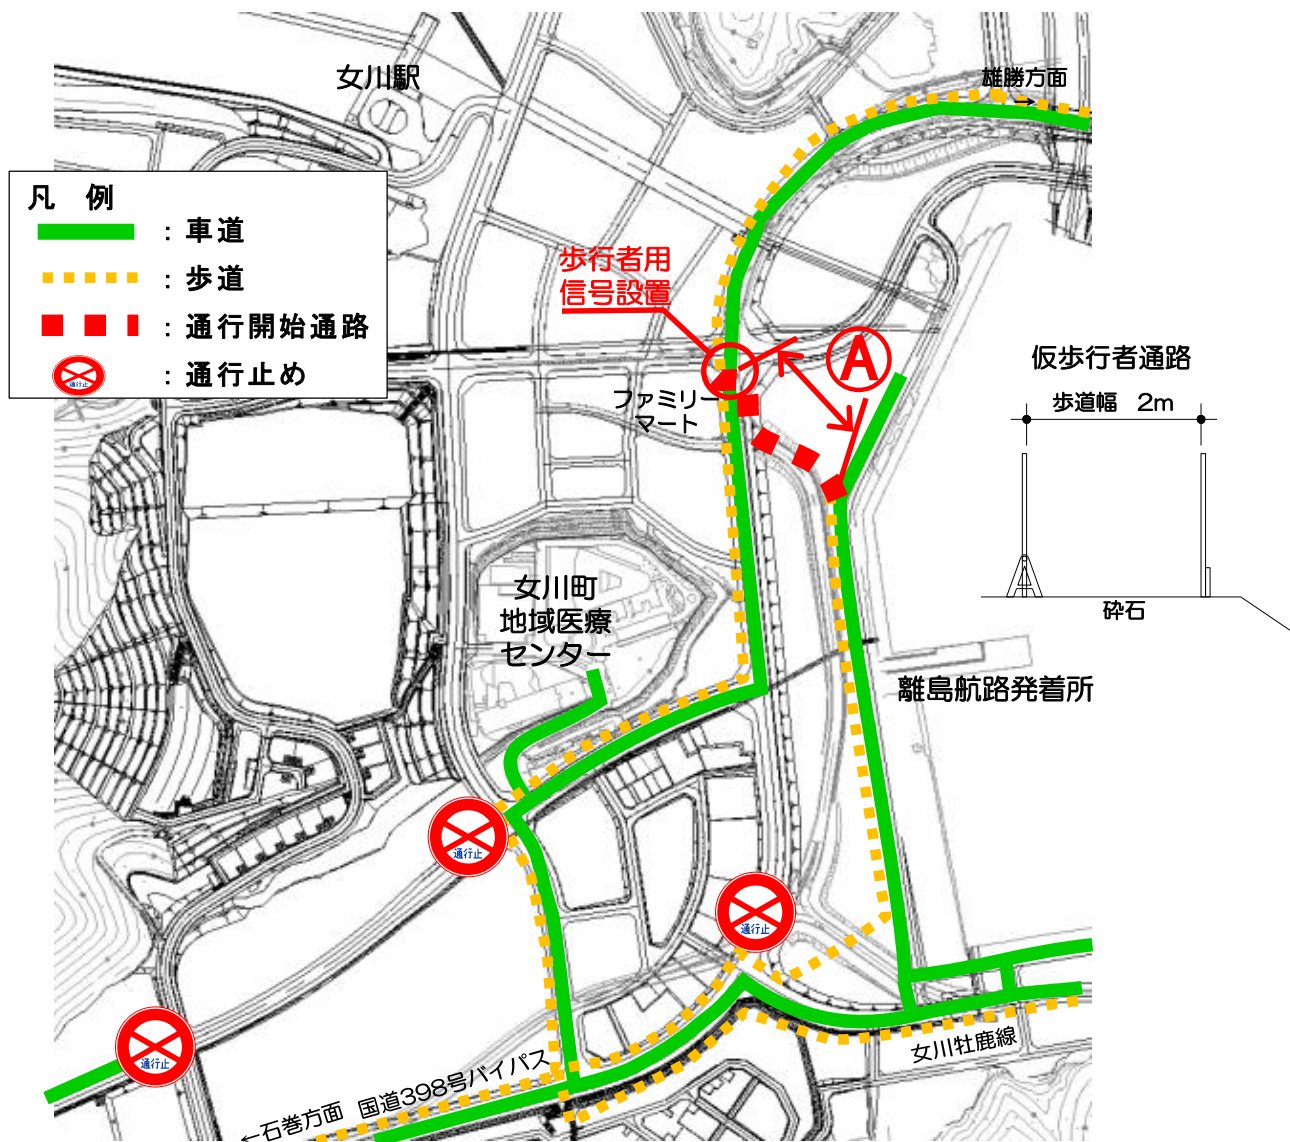 女川駅
雄勝方面
→
凡 例
：車道
：歩道
：通行開始通路
通行止
：通行止め
歩行者用
信号設置
A
ファミリー
マート
仮歩行者通路
歩道幅 2m
砕石
女川町
地域医療
センター
離島航路発着所
通行止
通行止
通行止
女川牡鹿線
←石巻方面 国道398号バイパス